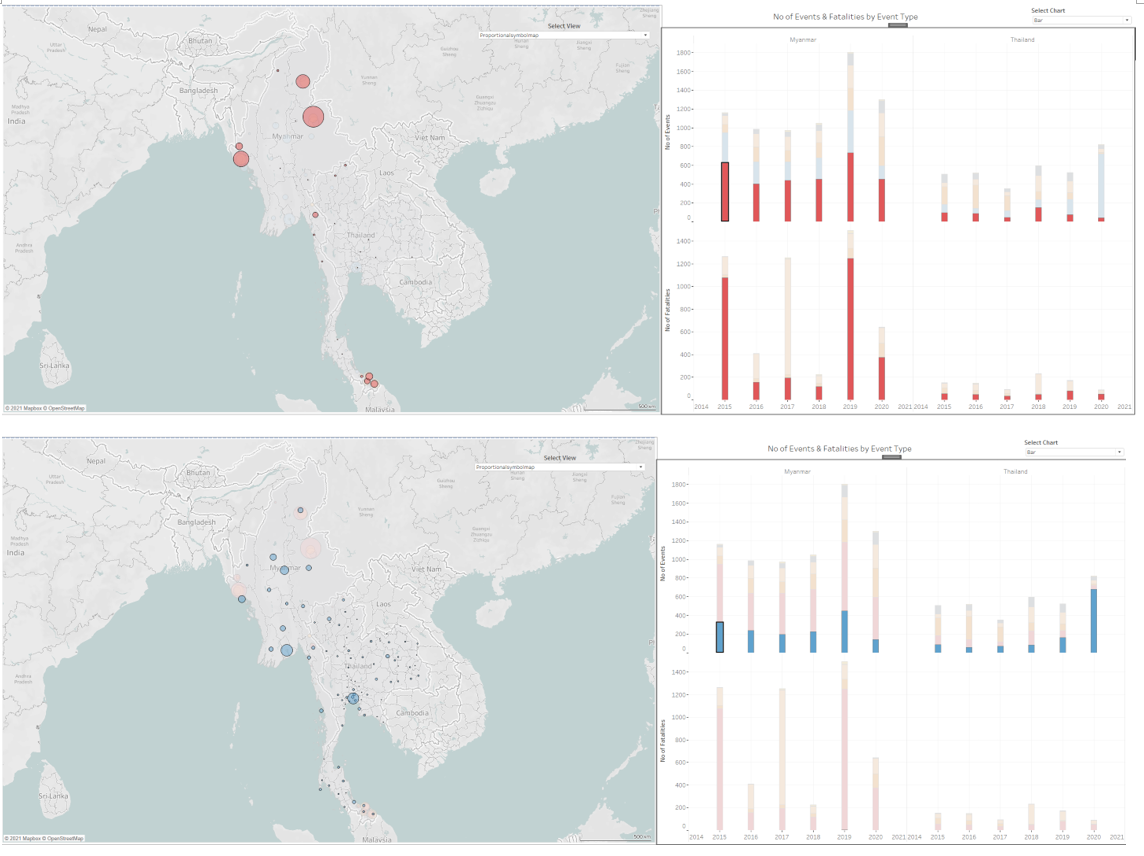 Nepal
Bhutan
Bangladesh
India
Myanmar
Viet Nam
Laos
Thailand
Cambodia
Sri Lanka
Malaysia
Select View
Proportionalsymbolmap
© 2021 Mapbox © OpenStreetMap
500 km
No of Events & Fatalities by Event Type
Select Chart
Bar
Myanmar
Thailand
No of Events
1800
1600
1400
1200
1000
800
600
400
200
0
No of Fatalities
1400
1200
1000
800
600
400
200
0
2014 2015 2016 2017 2018 2019 2020 2021 2014 2015 2016 2017 2018 2019 2020 2021
Nepal
Bhutan
Bangladesh
India
Myanmar
Viet Nam
Laos
Thailand
Cambodia
Sri Lanka
Malaysia
Select View
Proportionalsymbolmap
© 2021 Mapbox © OpenStreetMap
500 km
No of Events & Fatalities by Event Type
Select Chart
Bar
Myanmar
Thailand
No of Events
1800
1600
1400
1200
1000
800
600
400
200
0
No of Fatalities
1400
1200
1000
800
600
400
200
0
2014 2015 2016 2017 2018 2019 2020 2021 2014 2015 2016 2017 2018 2019 2020 2021